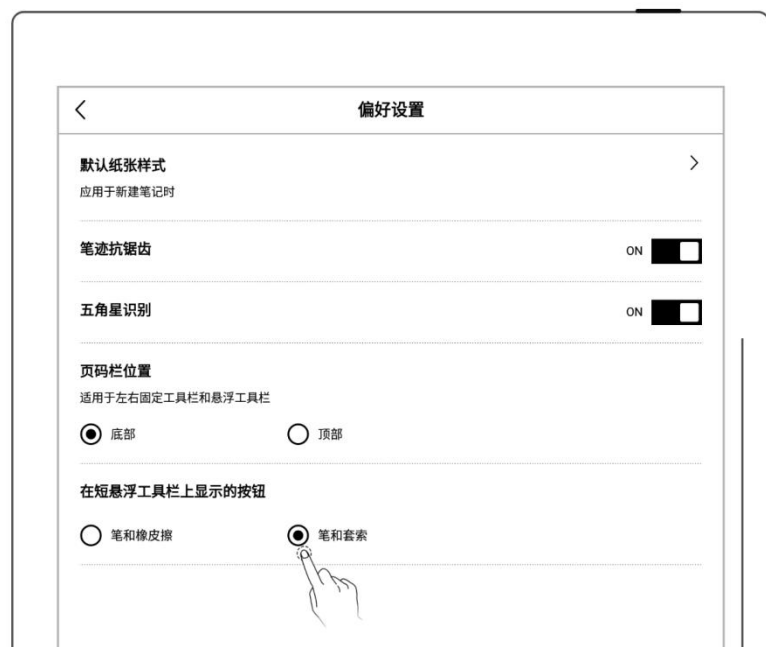 偏好设置
默认纸张样式
应用于新建笔记时
笔迹抗锯齿 ON
五角星识别 ON
页码栏位置
适用于左右固定工具栏和悬浮工具栏
底部 顶部
在短悬浮工具栏上显示的按钮
笔和橡皮擦 笔和套索